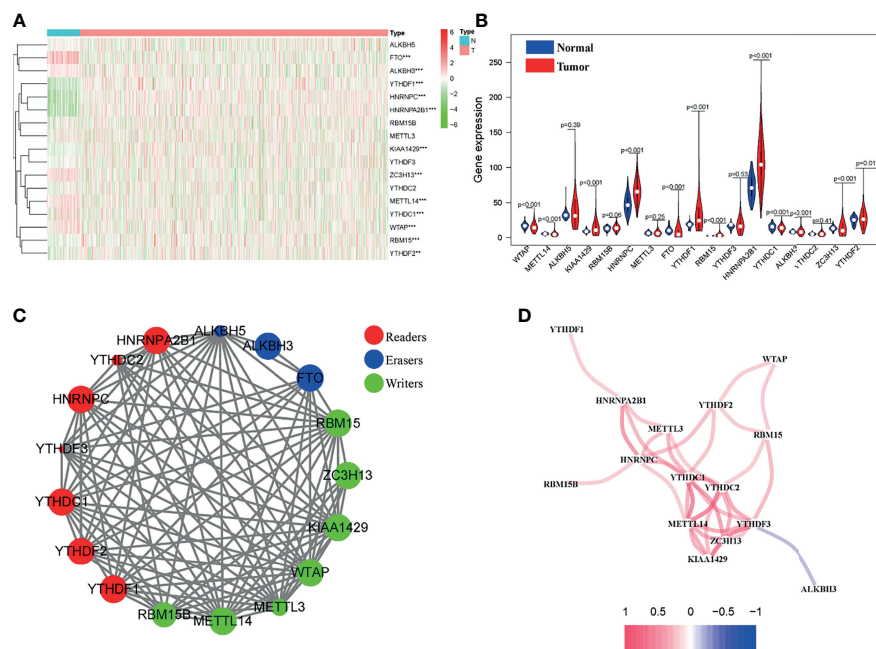 A
Type
ALKBH5
FTO***
ALKBH3***
YTHDF1***
HNRNPC***
HNRNPA2B1***
RBM15B
METTL3
KIAA1429***
YTHDF3
ZC3H13***
YTHDC2
METTL14***
YTHDC1***
WTAP***
RBM15***
YTHDF2**
6
4
2
0
-2
-4
-6
Type
N
T
B
Normal
Tumor
Gene expression
250
200
150
100
50
0
p<0.001
p<0.001
p=0.39
p<0.001
p=0.06
p<0.001
p=0.25
p<0.001
p<0.001
p<0.001
p=0.53
p<0.001
p<0.001
p<0.001
p=0.41
p<0.001
p=0.01
WTAP
METTL14
ALKBH5
KIAA1429
RBM15B
HNRNPC
METTL3
FTO
YTHDF1
RBM15
YTHDF3
HNRNPA2B1
YTHDC1
ALKBH3
YTHDC2
ZC3H13
YTHDF2
C
ALKBH5
HNRNPA2B1
ALKBH3
YTHDC2
FTO
HNRNPC
RBM15
YTHDF3
ZC3H13
YTHDC1
KIAA1429
YTHDF2
WTAP
YTHDF1
METTL3
RBM15B
METTL14
Readers
Erasers
Writers
D
YTHDF1
WTAP
HNRNPA2B1
YTHDF2
METTL3
RBM15
HNRNPC
YTHDC1
RBM15B
YTHDC2
METTL14
YTHDF3
ZC3H13
KIAA1429
ALKBH3
1
0.5
0
-0.5
-1